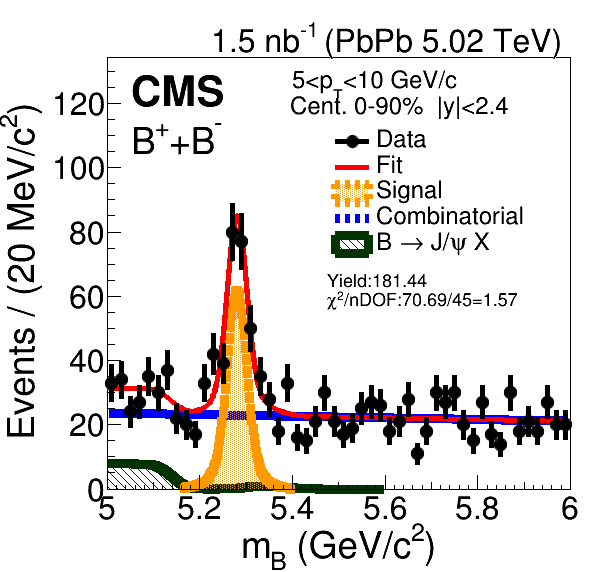 1.5 nb⁻¹ (PbPb 5.02 TeV)
CMS
B⁺+B⁻
5<p_T<10 GeV/c
Cent. 0-90% |y|<2.4
Data
Fit
Signal
Combinatorial
B → J/ψ X
Yield:181.44
χ²/nDOF:70.69/45=1.57
Events / (20 MeV/c²)
120
100
80
60
40
20
0
5 5.2 5.4 5.6 5.8 6
m_B (GeV/c²)